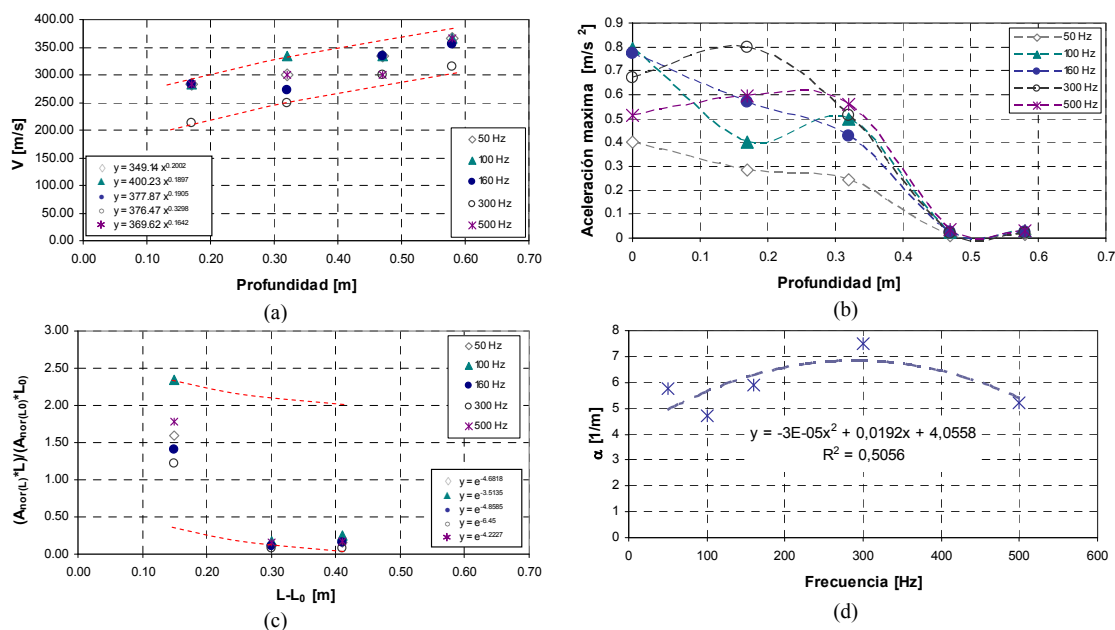 400.00
350.00
300.00
250.00
200.00
150.00
100.00
50.00
0.00
V [m/s]
0.00 0.10 0.20 0.30 0.40 0.50 0.60 0.70
Profundidad [m]
50 Hz
100 Hz
160 Hz
300 Hz
500 Hz
y = 349.14 x^0.2002
y = 400.23 x^0.1897
y = 377.87 x^0.1905
y = 376.47 x^0.3298
y = 369.62 x^0.1642
(a)
0.9
0.8
0.7
0.6
0.5
0.4
0.3
0.2
0.1
0
Aceleración maxima [m/s ²]
0 0.1 0.2 0.3 0.4 0.5 0.6 0.7
Profundidad [m]
50 Hz
100 Hz
160 Hz
300 Hz
500 Hz
(b)
3.00
2.50
2.00
1.50
1.00
0.50
0.00
(A_nor(L)*L)/(A_nor(L0)*L_0)
0.00 0.10 0.20 0.30 0.40 0.50 0.60 0.70
L-L_0 [m]
50 Hz
100 Hz
160 Hz
300 Hz
500 Hz
y = e^-4.6818
y = e^-3.5135
y = e^-4.8585
y = e^-6.45
y = e^-4.2227
(c)
8
7
6
5
4
3
2
1
0
α [1/m]
y = -3E-05x² + 0,0192x + 4,0558
R² = 0,5056
0 100 200 300 400 500 600
Frecuencia [Hz]
(d)